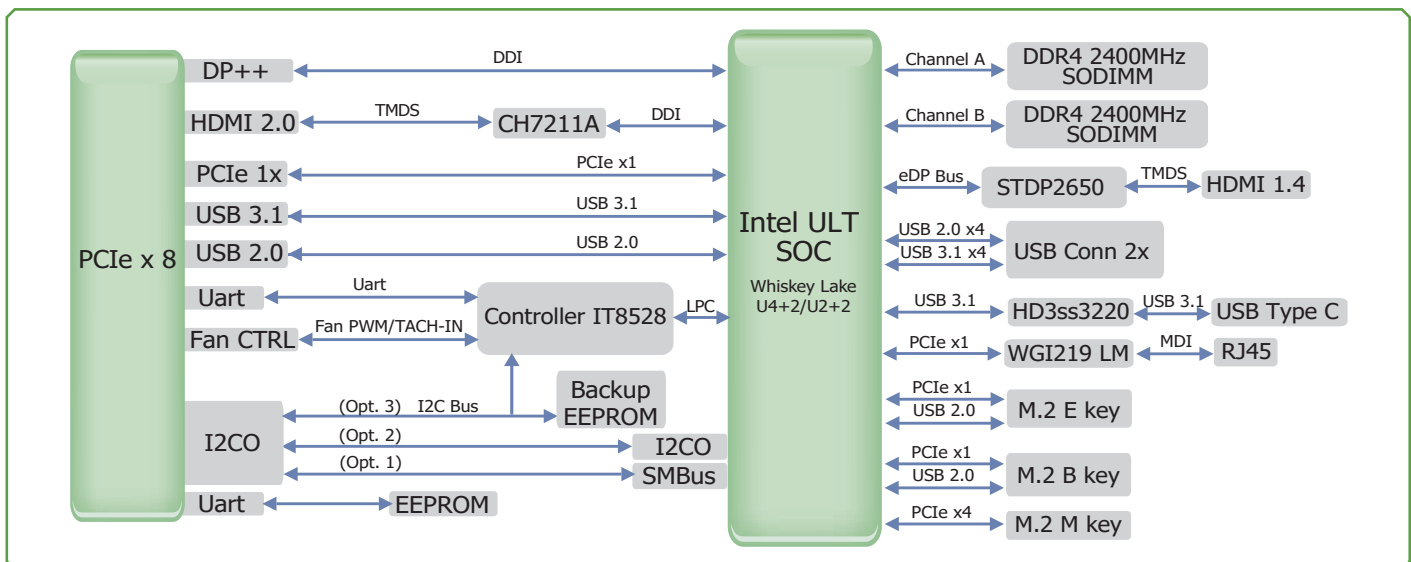 PCIe x 8
DP++
DDI
HDMI 2.0
TMDS
CH7211A
DDI
PCIe 1x
PCIe x1
USB 3.1
USB 3.1
USB 2.0
USB 2.0
Uart
Uart
Fan CTRL
Fan PWM/TACH-IN
Controller IT8528
LPC
I2CO
(Opt. 3) I2C Bus
Backup
EEPROM
(Opt. 2)
I2CO
(Opt. 1)
SMBus
Uart
EEPROM
Intel ULT
SOC
Whiskey Lake
U4+2/U2+2
Channel A
DDR4 2400MHz
SODIMM
Channel B
DDR4 2400MHz
SODIMM
eDP Bus
STDP2650
TMDS
HDMI 1.4
USB 2.0 x4
USB 3.1 x4
USB Conn 2x
USB 3.1
HD3ss3220
USB 3.1
USB Type C
PCIe x1
WGI219 LM
MDI
RJ45
PCIe x1
USB 2.0
M.2 E key
PCIe x1
USB 2.0
M.2 B key
PCIe x4
M.2 M key